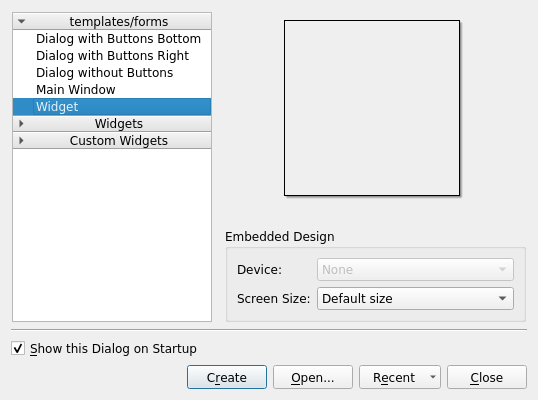 templates/forms
Dialog with Buttons Bottom
Dialog with Buttons Right
Dialog without Buttons
Main Window
Widget
Widgets
Custom Widgets
Embedded Design
Device:
None
Screen Size:
Default size
Show this Dialog on Startup
Create
Open...
Recent
Close